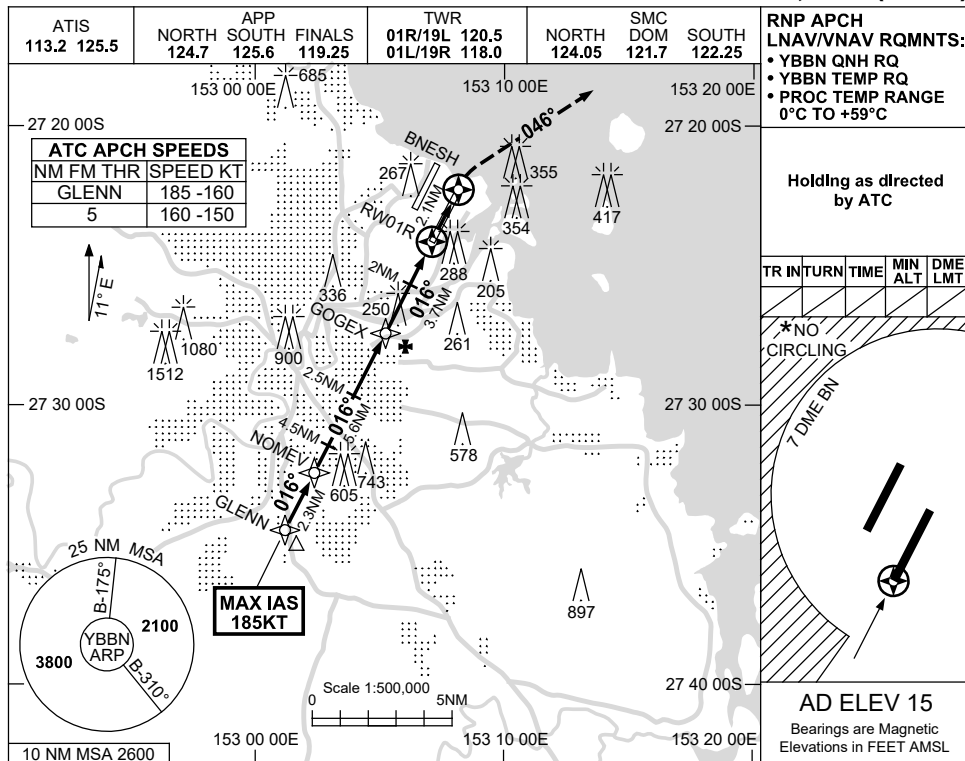 ATIS
113.2 125.5
APP
NORTH SOUTH FINALS
124.7 125.6 119.25
TWR
01R/19L 120.5
01L/19R 118.0
SMC
NORTH DOM SOUTH
124.05 121.7 122.25
RNP APCH
LNAV/VNAV RQMNTS:
• YBBN QNH RQ
• YBBN TEMP RQ
• PROC TEMP RANGE
0°C TO +59°C
Holding as directed
by ATC
TR IN TURN TIME MIN ALT DME LMT
*NO
CIRCLING
7 DME BN
AD ELEV 15
Bearings are Magnetic
Elevations in FEET AMSL
153 00 00E
685
153 10 00E
153 20 00E
27 20 00S
27 20 00S
ATC APCH SPEEDS
NM FM THR SPEED KT
GLENN 185 -160
5 160 -150
11° E
BNESH
046°
267
355
354
417
2.1NM
RW01R
288
205
336
2NM
016°
3.7NM
250
GOGEX
261
1080
1512
900
2.5NM
27 30 00S
27 30 00S
016°
5.6NM
4.5NM
578
NOMEV
743
605
016°
2.3NM
GLENN
MAX IAS
185KT
897
25 NM MSA
B-175°
YBBN
ARP
2100
3800
B-310°
10 NM MSA 2600
Scale 1:500,000
0 5NM
27 40 00S
153 00 00E
153 10 00E
153 20 00E